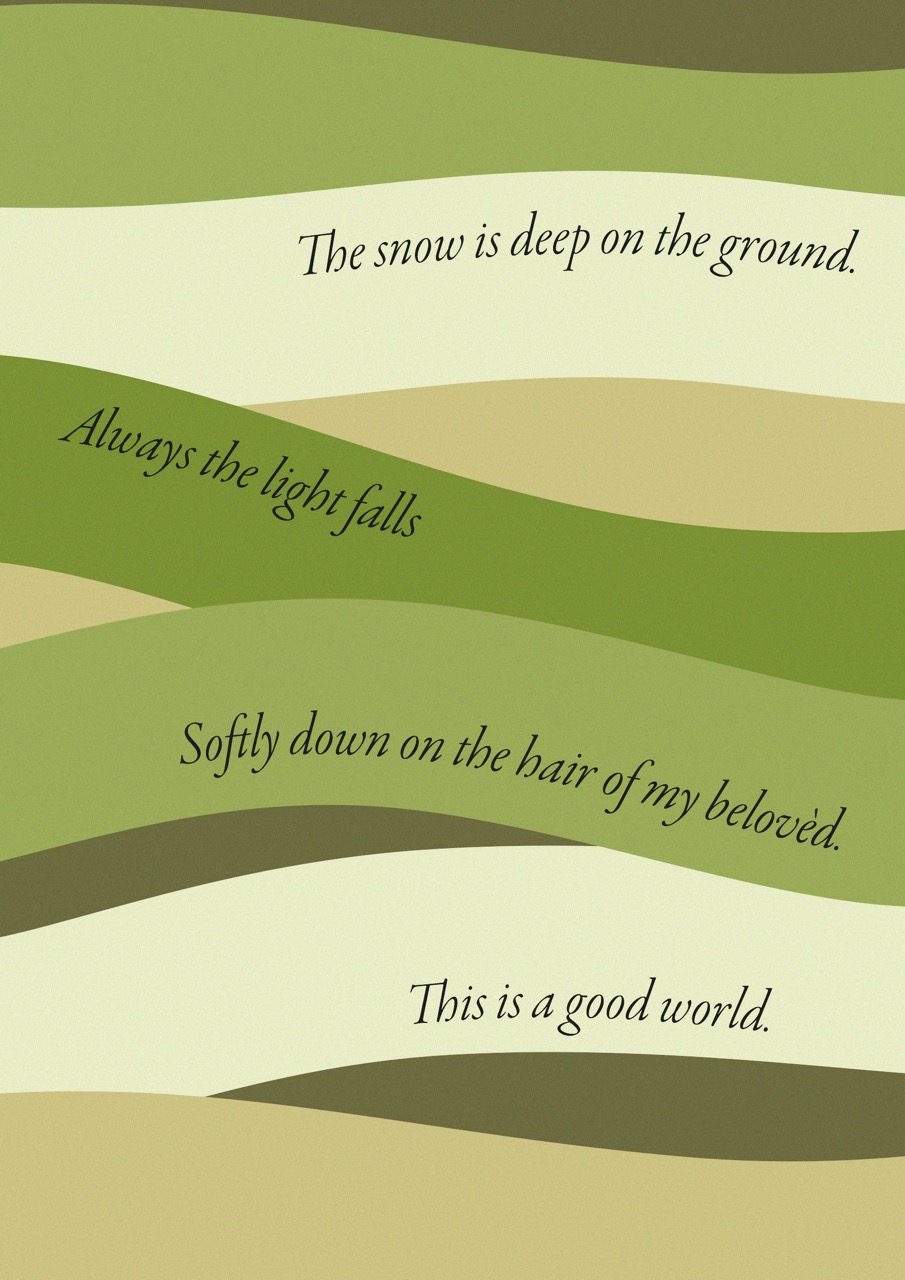 The snow is deep on the ground.
Always the light falls
Softly down on the hair of my belovèd.
This is a good world.